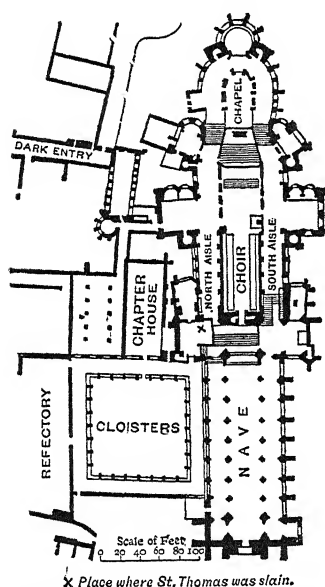 CHAPEL
DARK ENTRY
NORTH AISLE
CHOIR
SOUTH AISLE
CHAPTER
HOUSE
X
REFECTORY
CLOISTERS
NAVE
Scale of Feet
0 20 40 60 80 100
X Place where St. Thomas was slain.